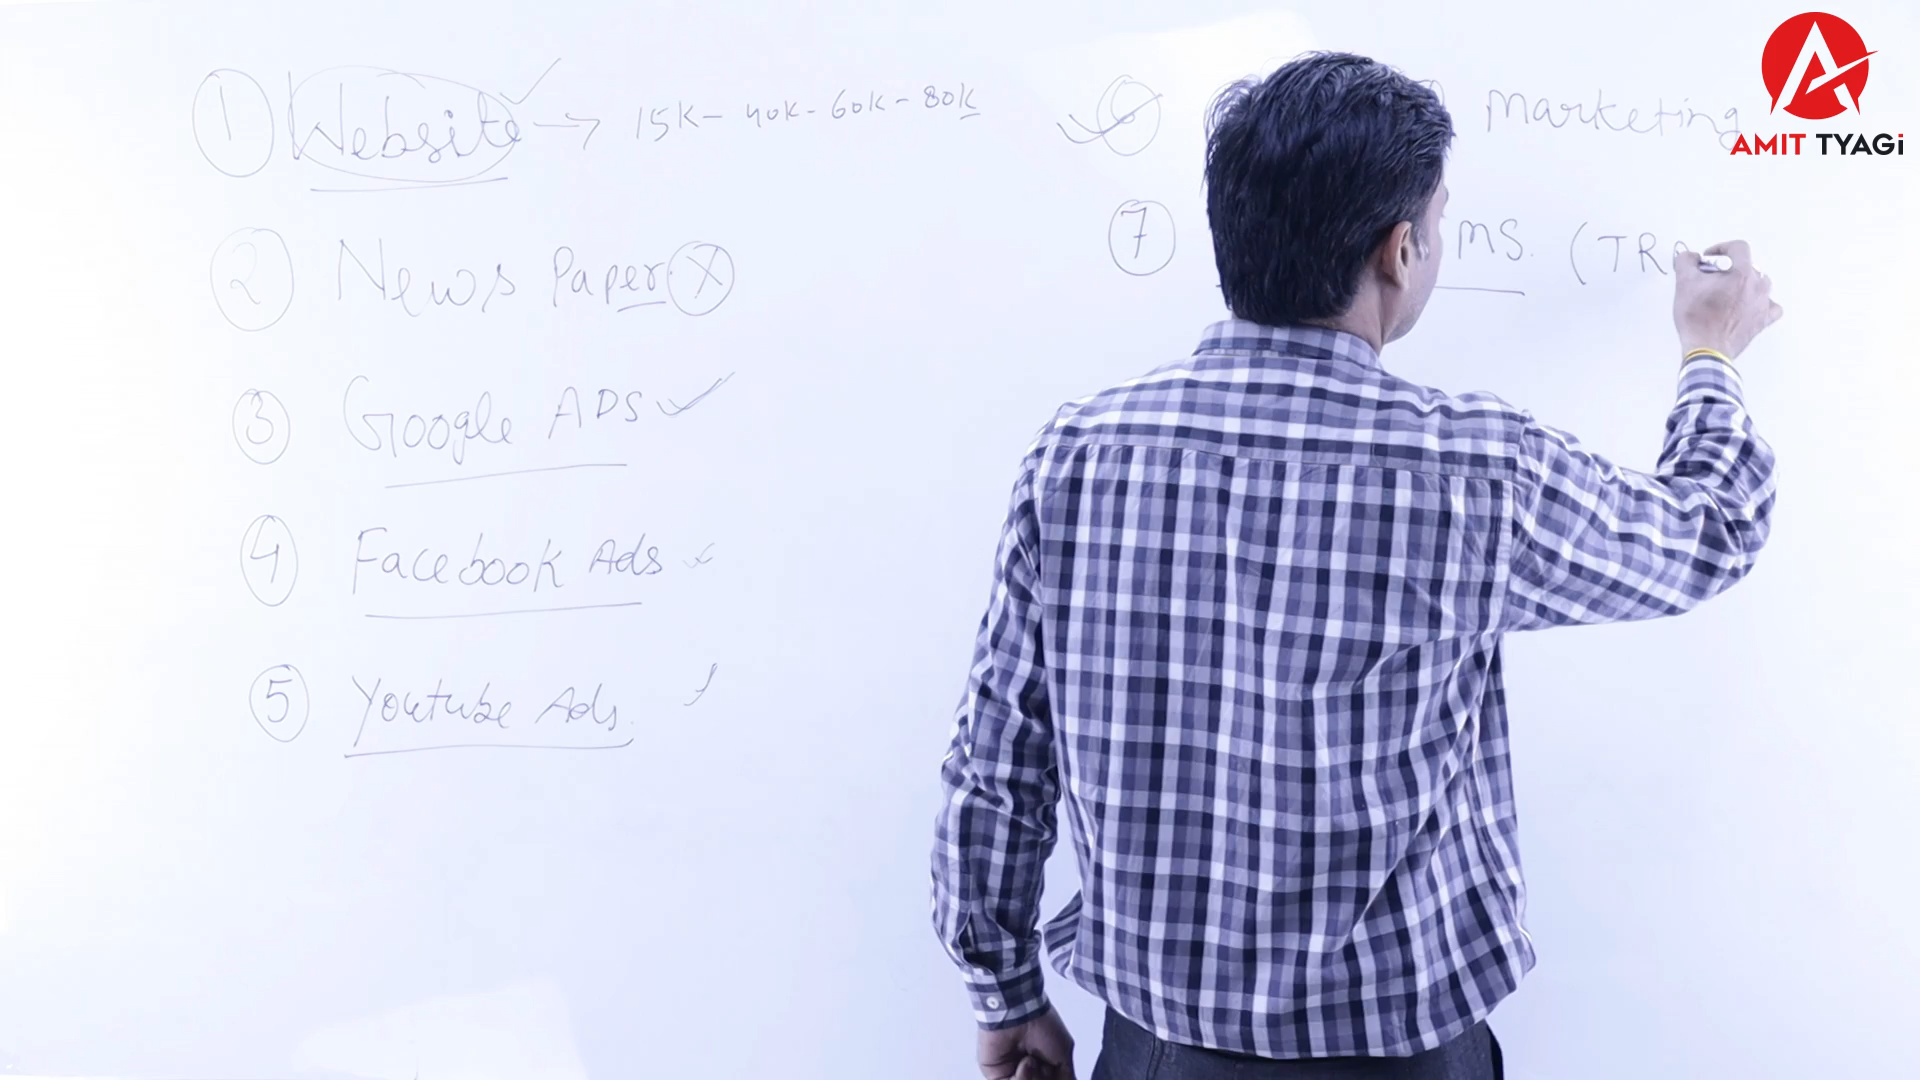 1 Website → 15K - 40K - 60K - 80K
2 News Paper X
3 Google ADS
4 Facebook Ads
5 Youtube Ads.
6 Marketing
7 MS. (TR
AMIT TYAGi